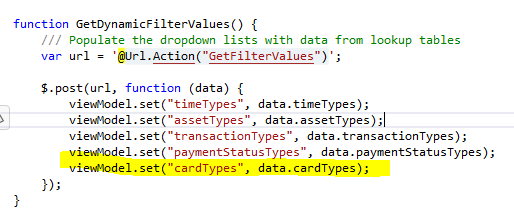 function GetDynamicFilterValues() {
/// Populate the dropdown lists with data from lookup tables
var url = '@Url.Action("GetFilterValues")';
$.post(url, function (data) {
viewModel.set("timeTypes", data.timeTypes);
viewModel.set("assetTypes", data.assetTypes);
viewModel.set("transactionTypes", data.transactionTypes);
viewModel.set("paymentStatusTypes", data.paymentStatusTypes);
viewModel.set("cardTypes", data.cardTypes);
});
}